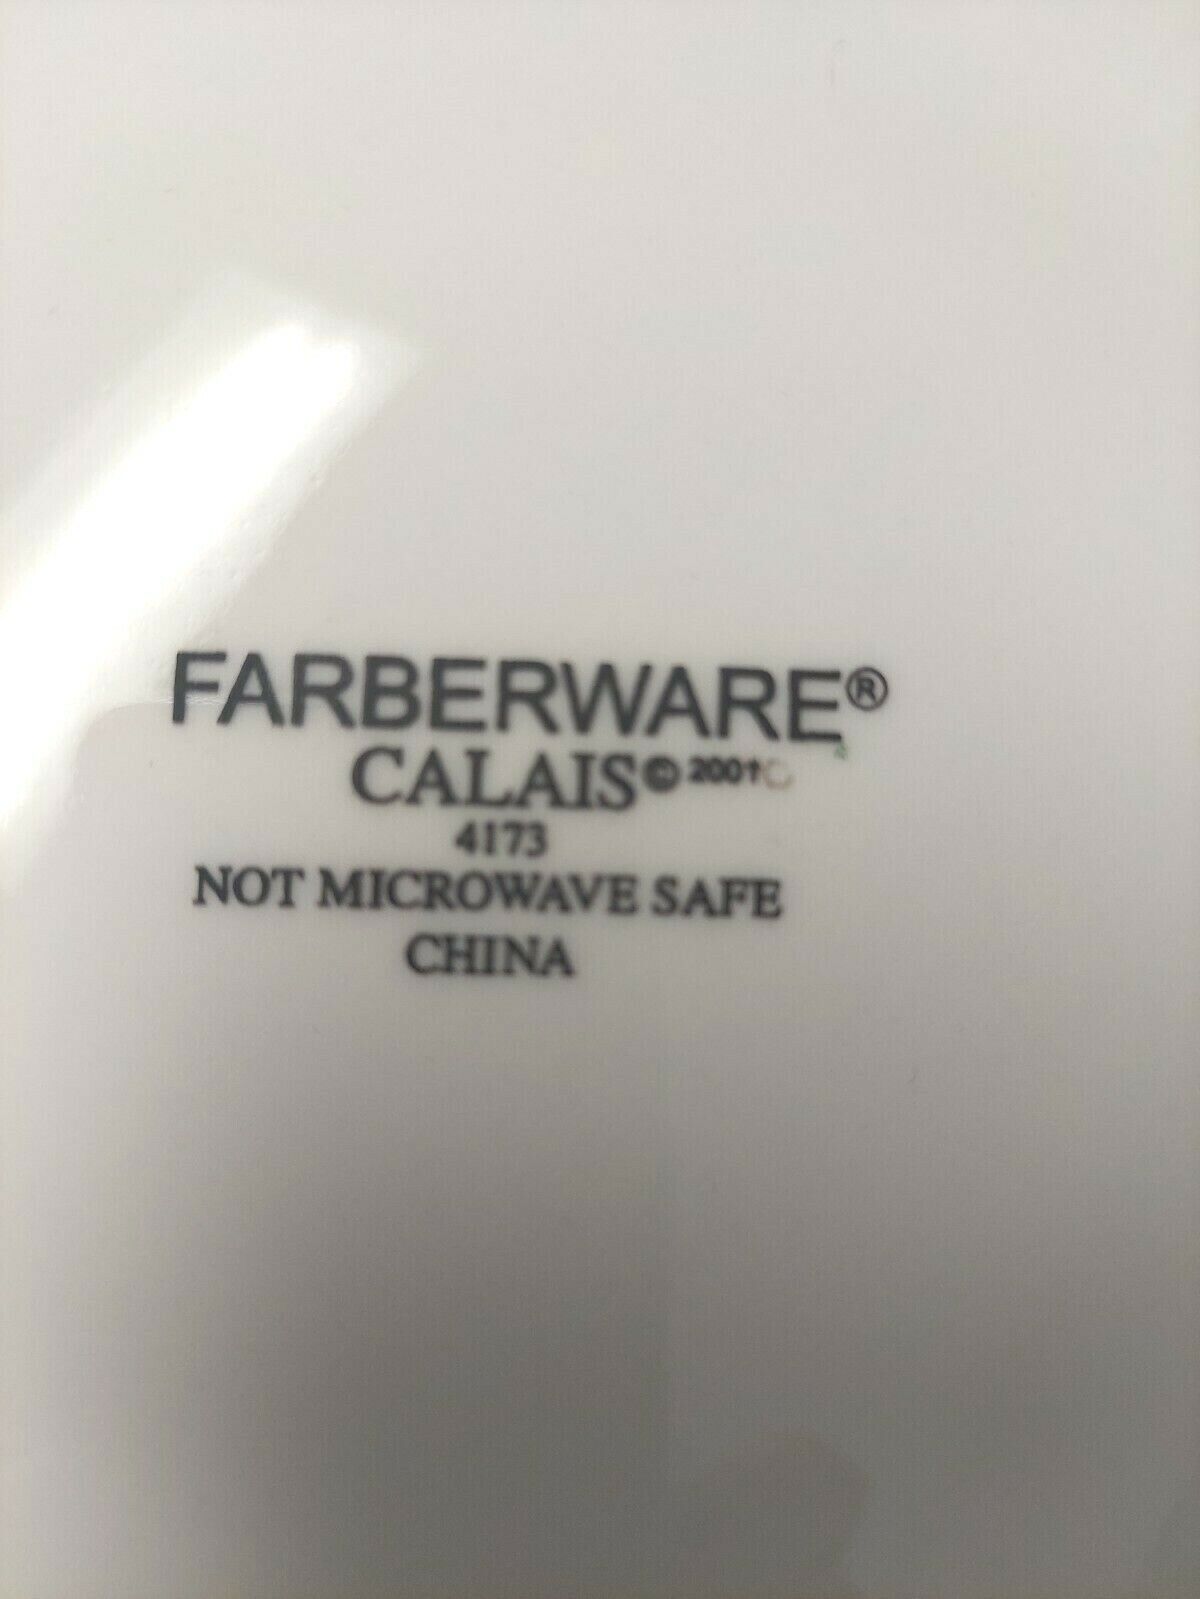 FARBERWARE®
CALAIS © 2001
4173
NOT MICROWAVE SAFE
CHINA